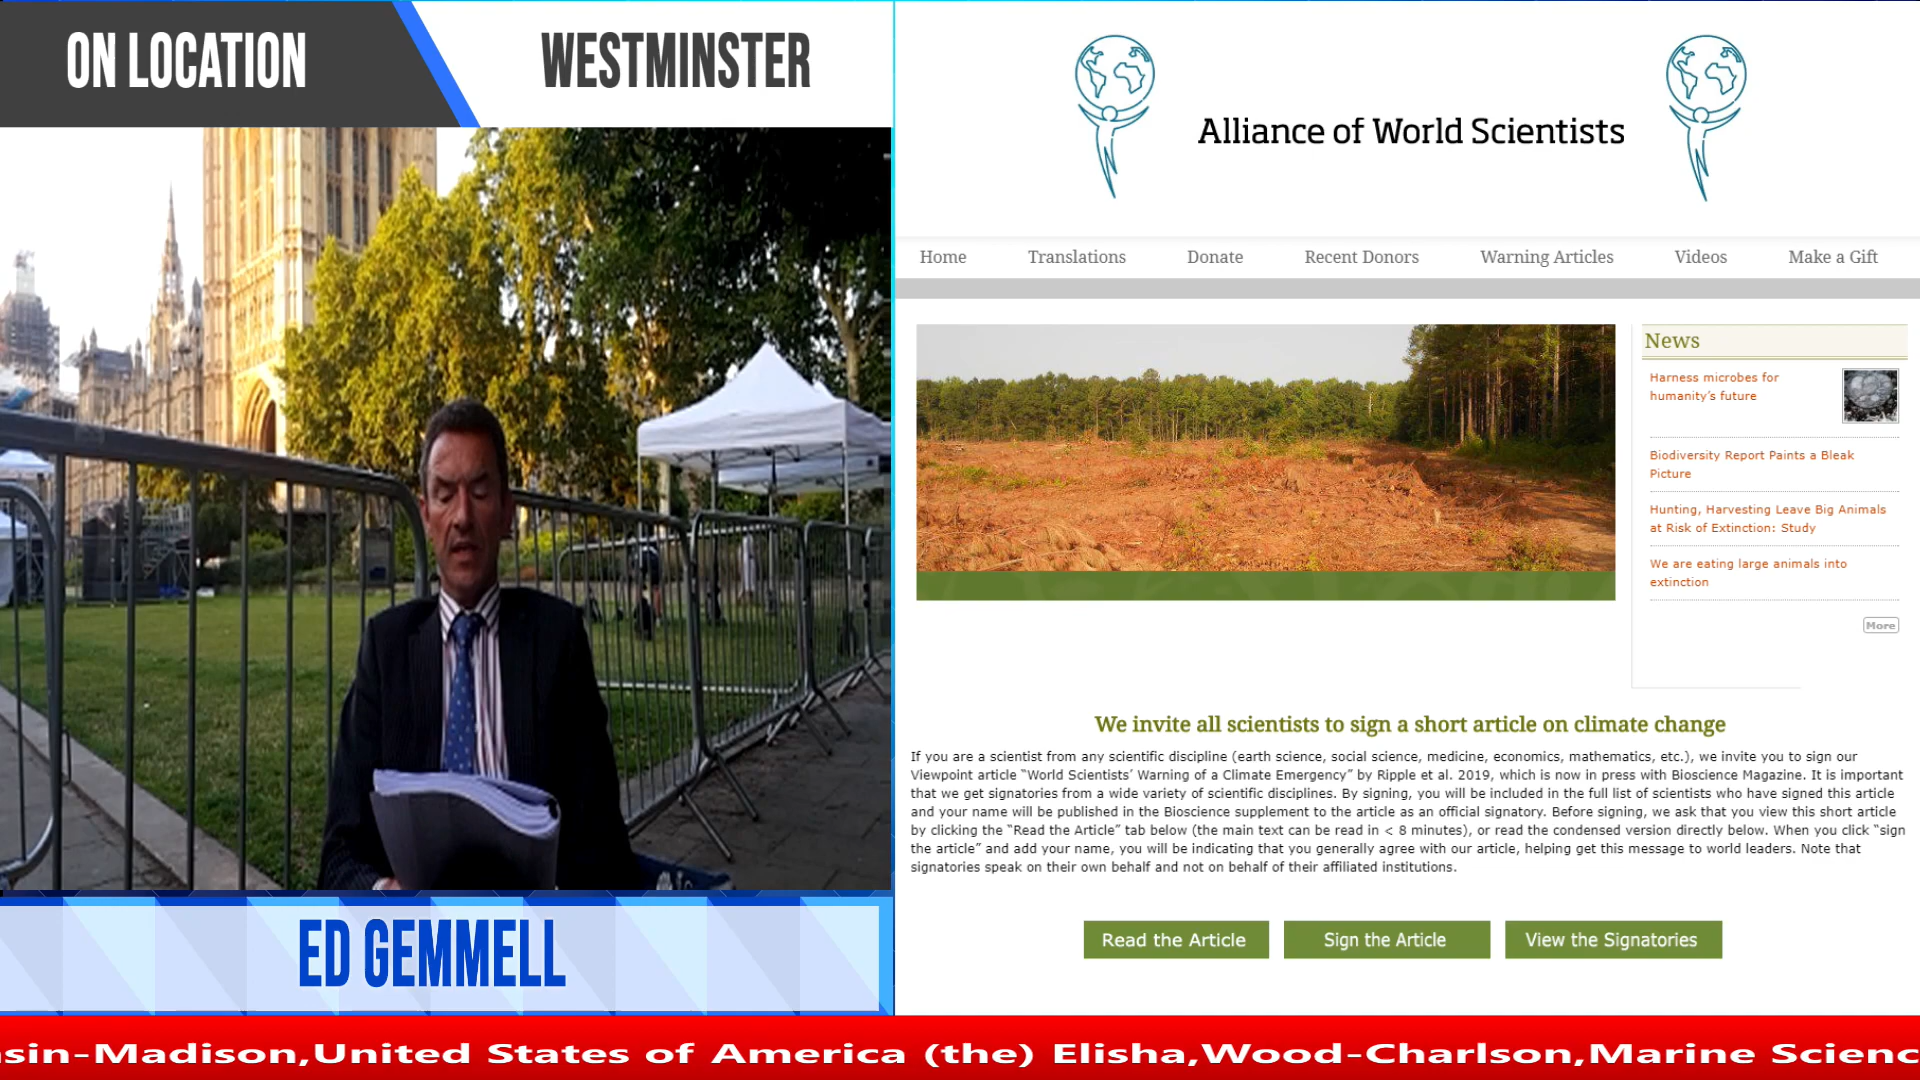 ON LOCATION
WESTMINSTER
Alliance of World Scientists
Home
Translations
Donate
Recent Donors
Warning Articles
Videos
Make a Gift
News
Harness microbes for
humanity’s future
Biodiversity Report Paints a Bleak
Picture
Hunting, Harvesting Leave Big Animals
at Risk of Extinction: Study
We are eating large animals into
extinction
More
We invite all scientists to sign a short article on climate change
If you are a scientist from any scientific discipline (earth science, social science, medicine, economics, mathematics, etc.), we invite you to sign our
Viewpoint article “World Scientists’ Warning of a Climate Emergency” by Ripple et al. 2019, which is now in press with Bioscience Magazine. It is important
that we get signatories from a wide variety of scientific disciplines. By signing, you will be included in the full list of scientists who have signed this article
and your name will be published in the Bioscience supplement to the article as an official signatory. Before signing, we ask that you view this short article
by clicking the “Read the Article” tab below (the main text can be read in < 8 minutes), or read the condensed version directly below. When you click “sign
the article” and add your name, you will be indicating that you generally agree with our article, helping get this message to world leaders. Note that
signatories speak on their own behalf and not on behalf of their affiliated institutions.
Read the Article
Sign the Article
View the Signatories
ED GEMMELL
sin-Madison,United States of America (the) Elisha,Wood-Charlson,Marine Scienc